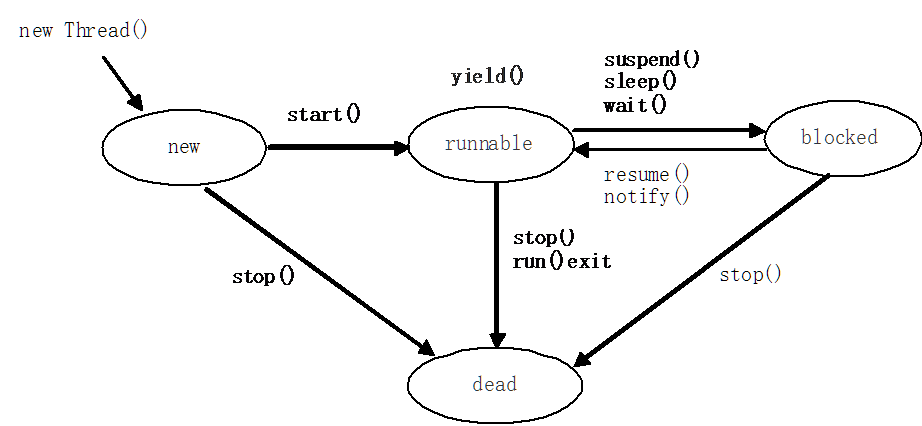 new Thread()
yield()
suspend()
sleep()
wait()
start()
new
runnable
blocked
resume()
notify()
stop()
run()exit
stop()
stop()
dead